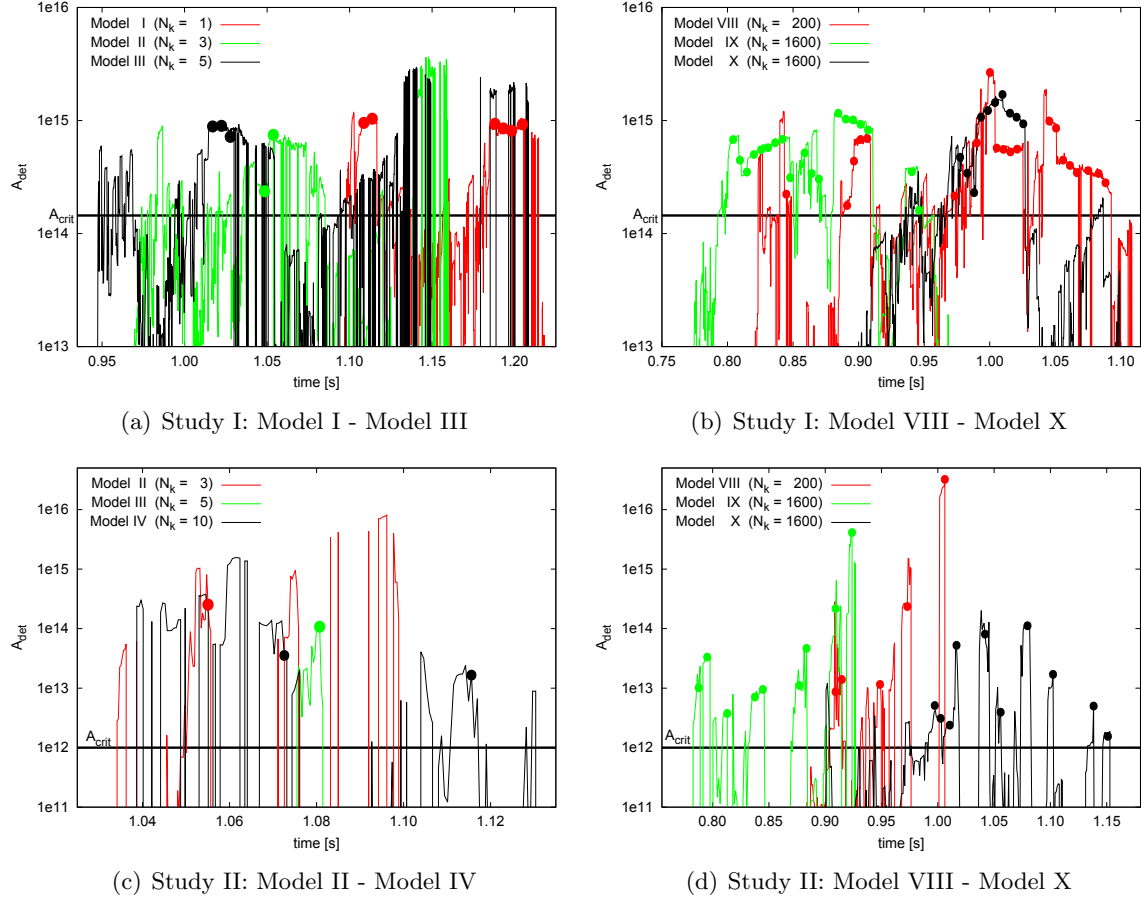 1e16
1e15
1e14
1e13
A_crit
A_det
Model I (N_k = 1)
Model II (N_k = 3)
Model III (N_k = 5)
0.95 1.00 1.05 1.10 1.15 1.20
time [s]
(a) Study I: Model I - Model III
1e16
1e15
1e14
1e13
A_crit
A_det
Model VIII (N_k = 200)
Model IX (N_k = 1600)
Model X (N_k = 1600)
0.75 0.80 0.85 0.90 0.95 1.00 1.05 1.10
time [s]
(b) Study I: Model VIII - Model X
1e16
1e15
1e14
1e13
1e12
1e11
A_crit
A_det
Model II (N_k = 3)
Model III (N_k = 5)
Model IV (N_k = 10)
1.04 1.06 1.08 1.10 1.12
time [s]
(c) Study II: Model II - Model IV
1e16
1e15
1e14
1e13
1e12
1e11
A_crit
A_det
Model VIII (N_k = 200)
Model IX (N_k = 1600)
Model X (N_k = 1600)
0.80 0.85 0.90 0.95 1.00 1.05 1.10 1.15
time [s]
(d) Study II: Model VIII - Model X